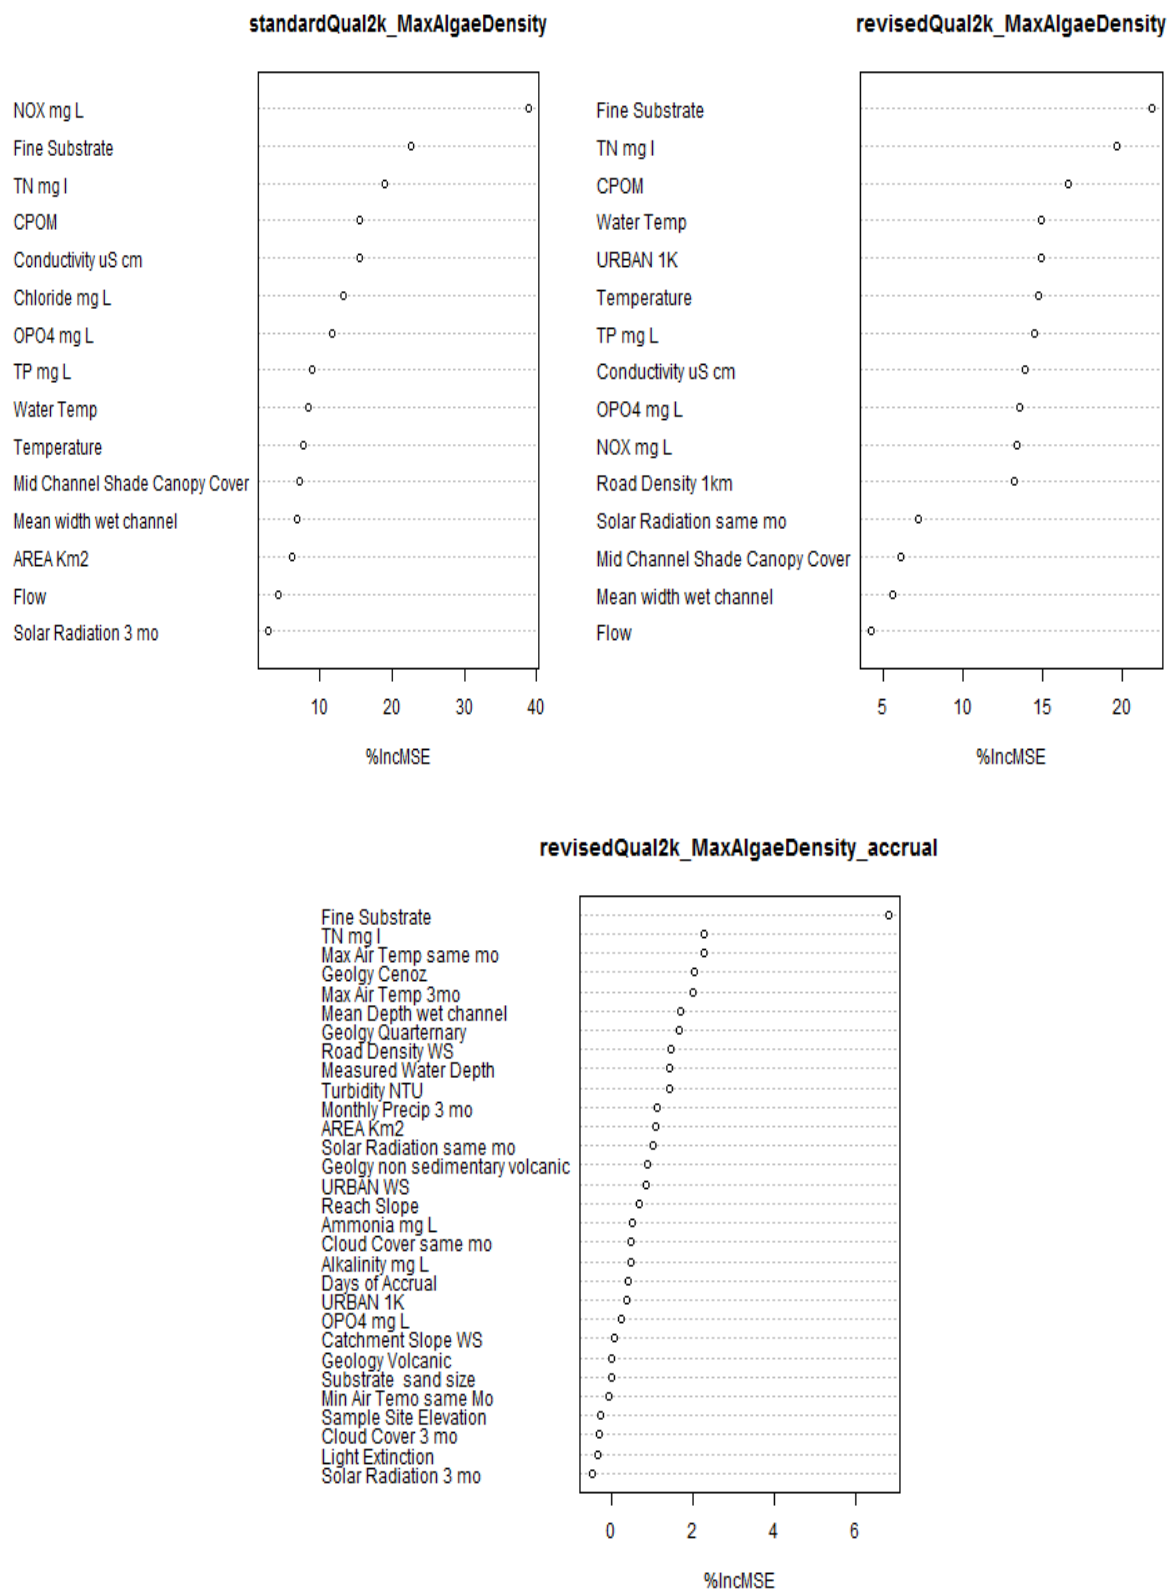 standardQual2k_MaxAlgaeDensity
NOX mg L
Fine Substrate
TN mg l
CPOM
Conductivity uS cm
Chloride mg L
OPO4 mg L
TP mg L
Water Temp
Temperature
Mid Channel Shade Canopy Cover
Mean width wet channel
AREA Km2
Flow
Solar Radiation 3 mo
10 20 30 40
%IncMSE
revisedQual2k_MaxAlgaeDensity
Fine Substrate
TN mg l
CPOM
Water Temp
URBAN 1K
Temperature
TP mg L
Conductivity uS cm
OPO4 mg L
NOX mg L
Road Density 1km
Solar Radiation same mo
Mid Channel Shade Canopy Cover
Mean width wet channel
Flow
5 10 15 20
%IncMSE
revisedQual2k_MaxAlgaeDensity_accrual
Fine Substrate
TN mg l
Max Air Temp same mo
Geolgy Cenoz
Max Air Temp 3mo
Mean Depth wet channel
Geolgy Quarternary
Road Density WS
Measured Water Depth
Turbidity NTU
Monthly Precip 3 mo
AREA Km2
Solar Radiation same mo
Geolgy non sedimentary volcanic
URBAN WS
Reach Slope
Ammonia mg L
Cloud Cover same mo
Alkalinity mg L
Days of Accrual
URBAN 1K
OPO4 mg L
Catchment Slope WS
Geology Volcanic
Substrate sand size
Min Air Temo same Mo
Sample Site Elevation
Cloud Cover 3 mo
Light Extinction
Solar Radiation 3 mo
0 2 4 6
%IncMSE